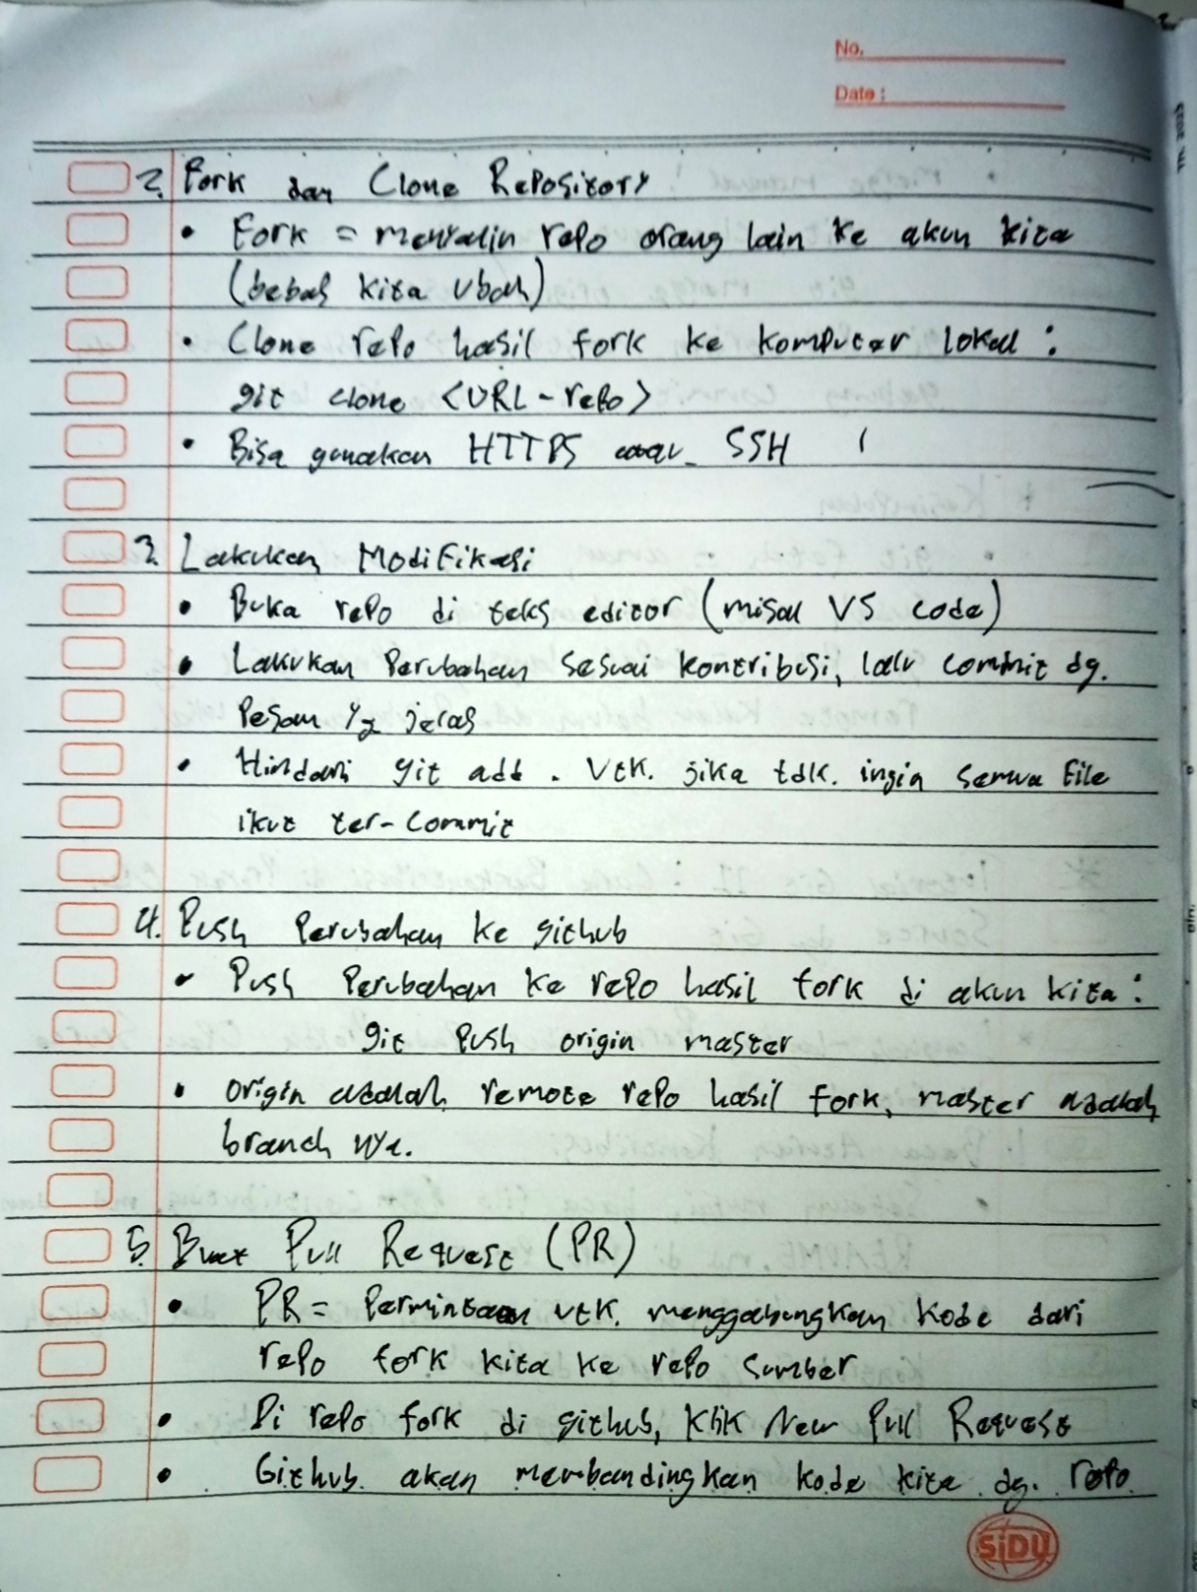 No.
Date :
2. Fork dan Clone Repository
• Fork = menyalin repo orang lain ke akun kita
(bebas kita ubah)
• Clone repo hasil fork ke komputer lokal :
git clone <URL-repo>
• Bisa gunakan HTTPS atau SSH
3. Lakukan Modifikasi
• Buka repo di teks editor (misal VS Code)
• Lakukan perubahan sesuai kontribusi, lalu commit dg.
pesan yg jelas
• Hindari git add . utk. jika tdk. ingin semua file
ikut ter-commit
4. Push perubahan ke github
• Push perubahan ke repo hasil fork di akun kita :
git push origin master
• origin adalah remote repo hasil fork, master adalah
branch nya.
5. Buat Pull Request (PR)
• PR = Permintaan utk. menggabungkan kode dari
repo fork kita ke repo sumber
• Di repo fork di github, klik New Pull Request
• Github akan membandingkan kode kita dg. repo
SiDU